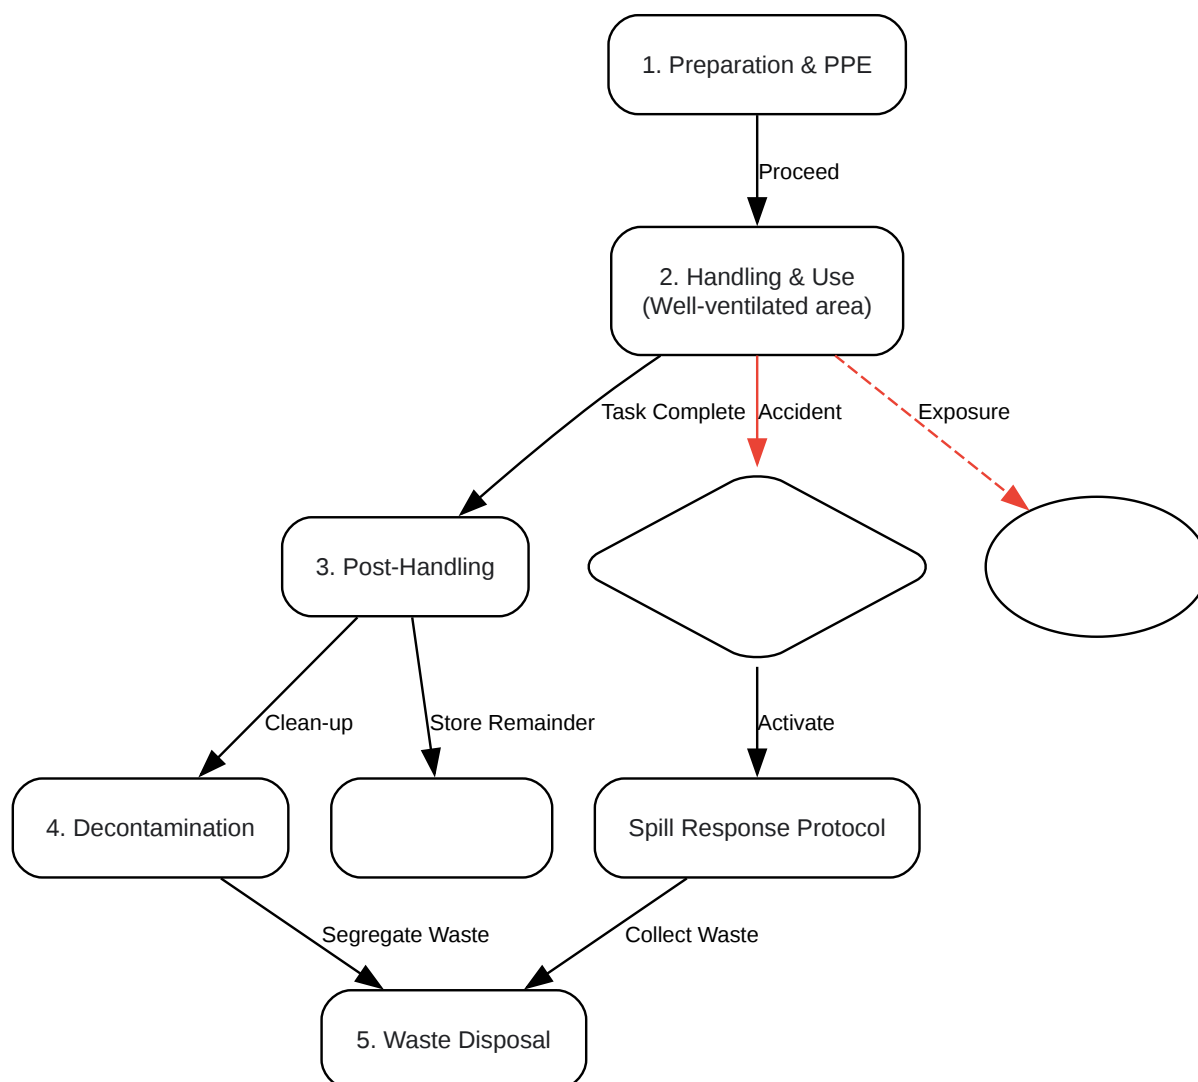 1. Preparation & PPE
Proceed
2. Handling & Use
(Well-ventilated area)
Task Complete
Accident
Exposure
3. Post-Handling
Clean-up
Store Remainder
Activate
4. Decontamination
Spill Response Protocol
Segregate Waste
Collect Waste
5. Waste Disposal